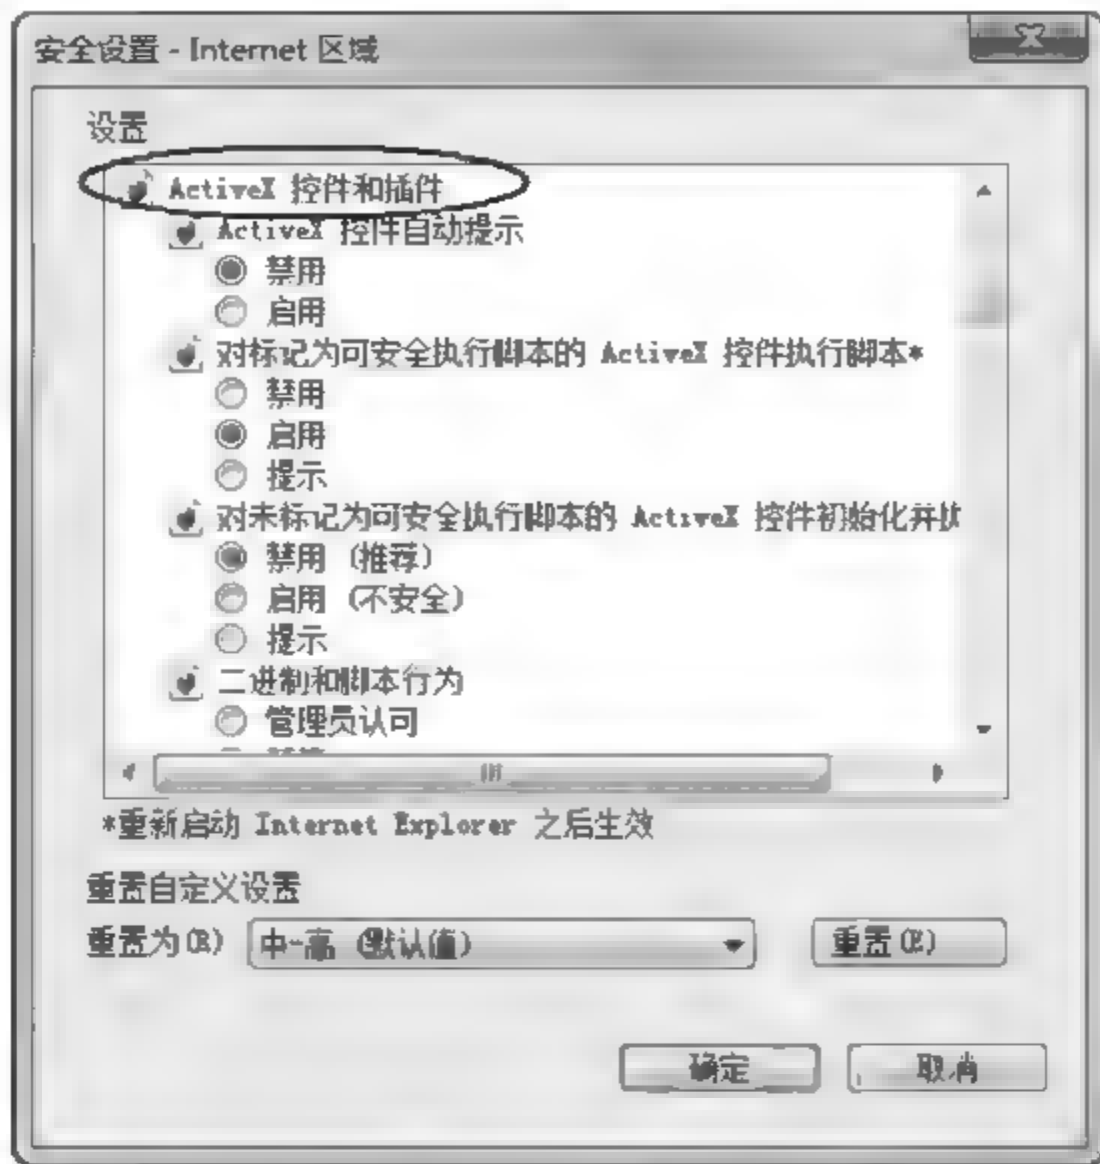 安全设置 - Internet 区域
设置
ActiveX 控件和插件
ActiveX 控件自动提示
禁用
启用
对标记为可安全执行脚本的 ActiveX 控件执行脚本*
禁用
启用
提示
对未标记为可安全执行脚本的 ActiveX 控件初始化并执
禁用 (推荐)
启用 (不安全)
提示
二进制和脚本行为
管理员认可
*重新启动 Internet Explorer 之后生效
重置自定义设置
重置为(R)
中-高 (默认值)
重置(E)
确定
取消